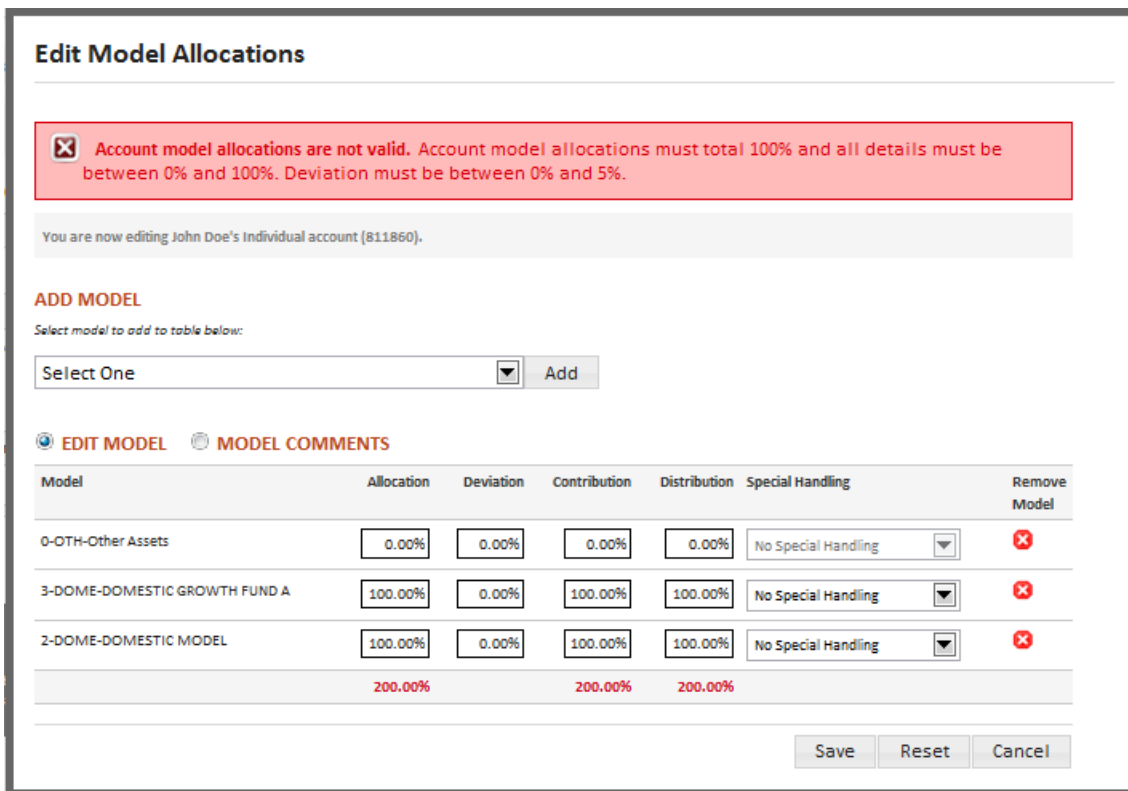 Edit Model Allocations
Account model allocations are not valid. Account model allocations must total 100% and all details must be
between 0% and 100%. Deviation must be between 0% and 5%.
You are now editing John Doe's Individual account (811860).
ADD MODEL
Select model to add to table below:
Select One Add
EDIT MODEL MODEL COMMENTS
Model Allocation Deviation Contribution Distribution Special Handling Remove
Model
0-OTH-Other Assets 0.00% 0.00% 0.00% 0.00% No Special Handling
3-DOME-DOMESTIC GROWTH FUND A 100.00% 0.00% 100.00% 100.00% No Special Handling
2-DOME-DOMESTIC MODEL 100.00% 0.00% 100.00% 100.00% No Special Handling
200.00% 200.00% 200.00%
Save Reset Cancel